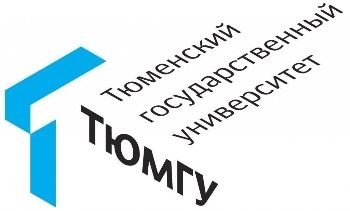 Тюменский
государственный
университет
ТЮМГУ